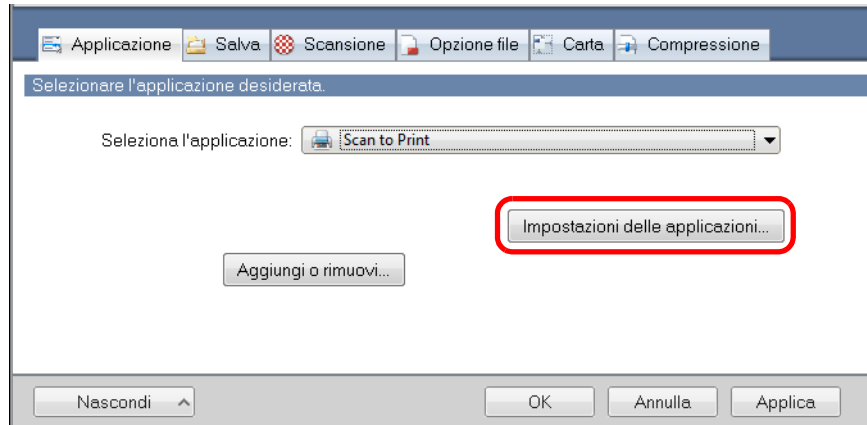 Applicazione Salva Scansione Opzione file Carta Compressione
Selezionare l'applicazione desiderata.
Seleziona l'applicazione: Scan to Print
Impostazioni delle applicazioni...
Aggiungi o rimuovi...
Nascondi OK Annulla Applica